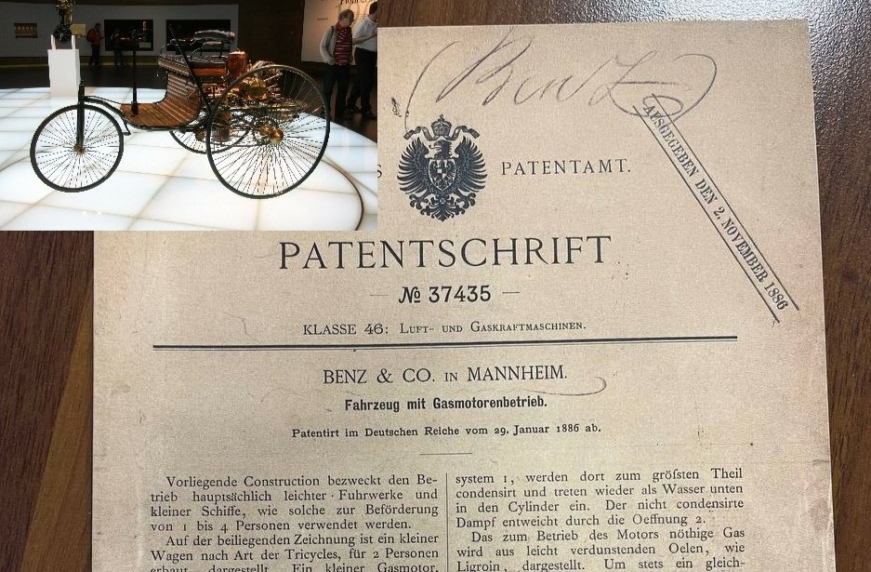 Benz
PATENTAMT.
AUSGEGEBEN DEN 2. NOVEMBER 1886
PATENTSCHRIFT
№ 37435
KLASSE 46: LUFT- UND GASKRAFTMASCHINEN.
BENZ & CO. IN MANNHEIM.
Fahrzeug mit Gasmotorenbetrieb.
Patentirt im Deutschen Reiche vom 29. Januar 1886 ab.
Vorliegende Construction bezweckt den Be-
trieb hauptsächlich leichter Fuhrwerke und
kleiner Schiffe, wie solche zur Beförderung
von 1 bis 4 Personen verwendet werden.
Auf der beiliegenden Zeichnung ist ein kleiner
Wagen nach Art der Tricycles, für 2 Personen
erbaut, dargestellt. Ein kleiner Gasmotor,
system 1, werden dort zum größten Theil
condensirt und treten wieder als Wasser unten
in den Cylinder ein. Der nicht condensirte
Dampf entweicht durch die Oeffnung 2.
Das zum Betrieb des Motors nöthige Gas
wird aus leicht verdunstenden Oelen, wie
Ligroin, dargestellt. Um stets ein gleich-